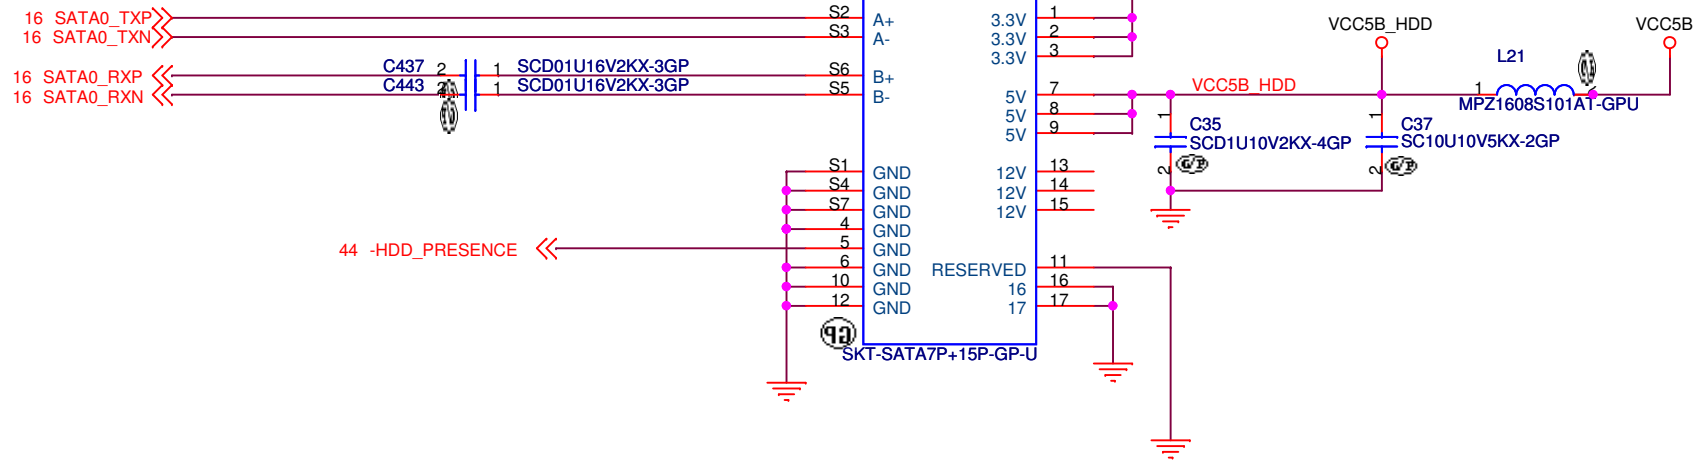 16 SATA0_TXP
16 SATA0_TXN
16 SATA0_RXP
16 SATA0_RXN
C437 2 1 SCD01U16V2KX-3GP
C443 1 SCD01U16V2KX-3GP
44 -HDD_PRESENCE
S2 A+
S3 A-
S6 B+
S5 B-
S1 GND
S4 GND
S7 GND
4 GND
5 GND
6 GND
10 GND
12 GND
3.3V 1
3.3V 2
3.3V 3
5V 7
5V 8
5V 9
12V 13
12V 14
12V 15
RESERVED 11
16 16
17 17
GP
SKT-SATA7P+15P-GP-U
VCC5B_HDD
VCC5B_HDD
VCC5B
L21
1
MPZ1608S101AT-GPU
1
C35
SCD1U10V2KX-4GP
2
G/P
1
C37
SC10U10V5KX-2GP
2
G/P